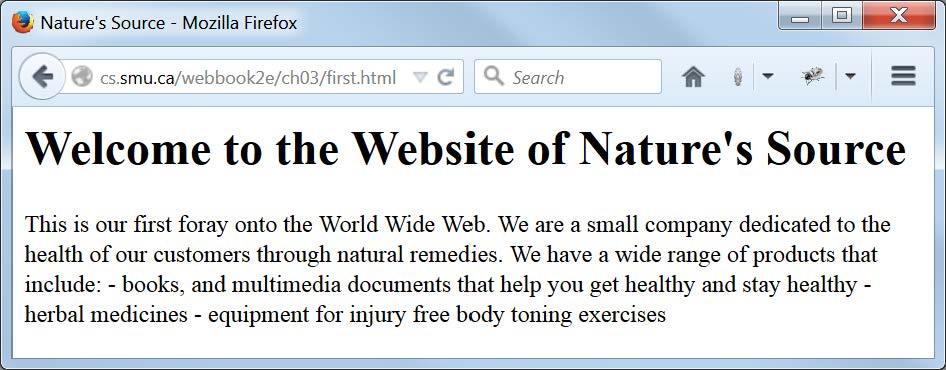 Nature's Source - Mozilla Firefox
cs.smu.ca/webbook2e/ch03/first.html
Search
Welcome to the Website of Nature's Source
This is our first foray onto the World Wide Web. We are a small company dedicated to the
health of our customers through natural remedies. We have a wide range of products that
include: - books, and multimedia documents that help you get healthy and stay healthy -
herbal medicines - equipment for injury free body toning exercises